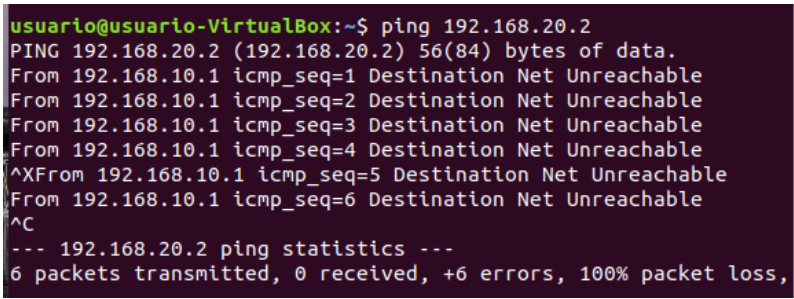 usuario@usuario-VirtualBox:~$ ping 192.168.20.2
PING 192.168.20.2 (192.168.20.2) 56(84) bytes of data.
From 192.168.10.1 icmp_seq=1 Destination Net Unreachable
From 192.168.10.1 icmp_seq=2 Destination Net Unreachable
From 192.168.10.1 icmp_seq=3 Destination Net Unreachable
From 192.168.10.1 icmp_seq=4 Destination Net Unreachable
^XFrom 192.168.10.1 icmp_seq=5 Destination Net Unreachable
From 192.168.10.1 icmp_seq=6 Destination Net Unreachable
^C
--- 192.168.20.2 ping statistics ---
6 packets transmitted, 0 received, +6 errors, 100% packet loss,